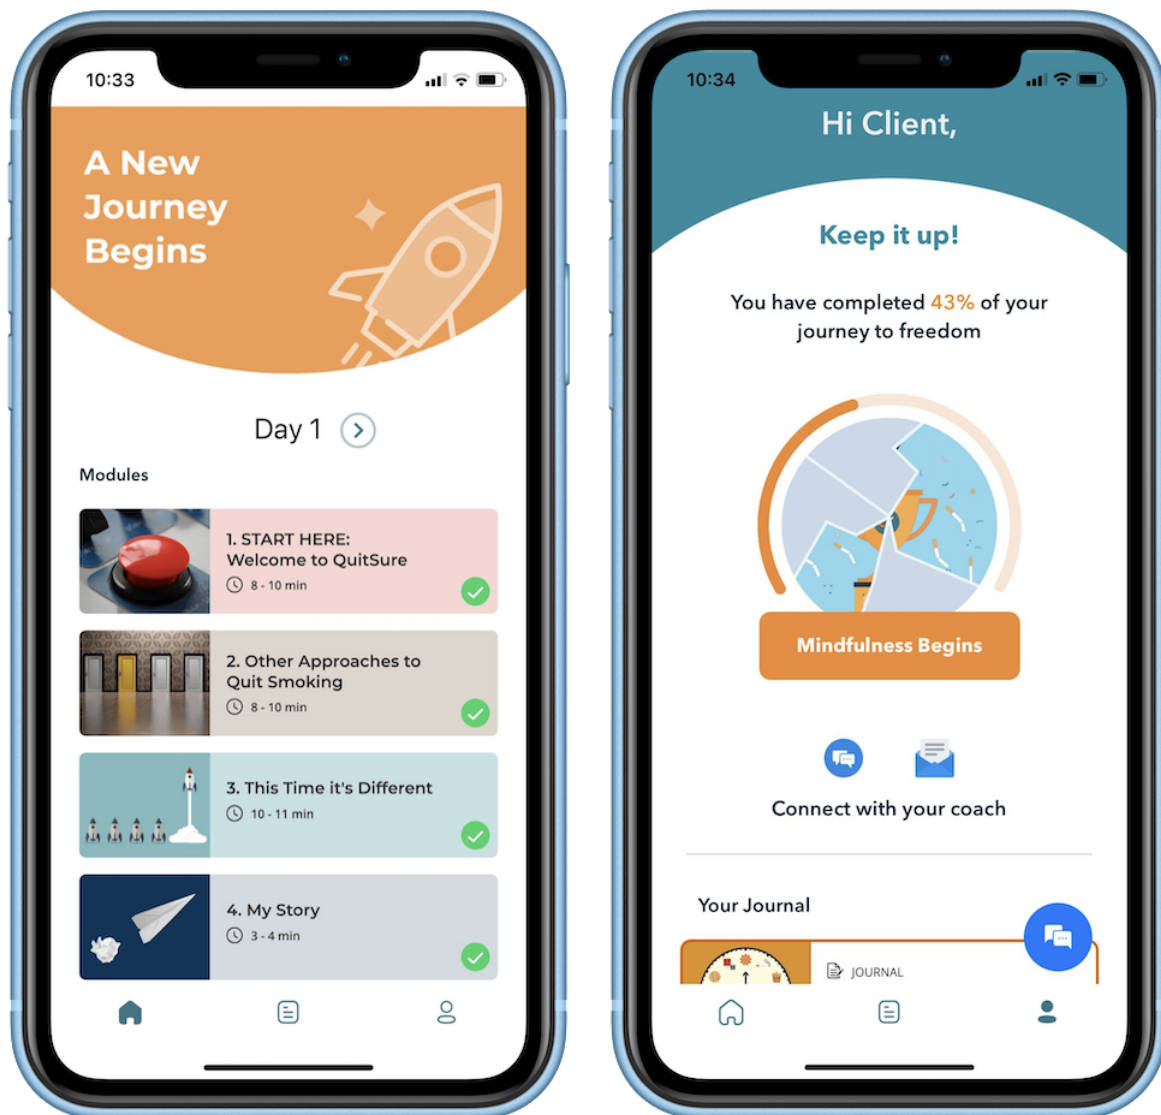 10:33
A New
Journey
Begins
Day 1
Modules
1. START HERE:
Welcome to QuitSure
8 - 10 min
2. Other Approaches to
Quit Smoking
8 - 10 min
3. This Time it's Different
10 - 11 min
4. My Story
3 - 4 min
10:34
Hi Client,
Keep it up!
You have completed 43% of your
journey to freedom
Mindfulness Begins
Connect with your coach
Your Journal
JOURNAL